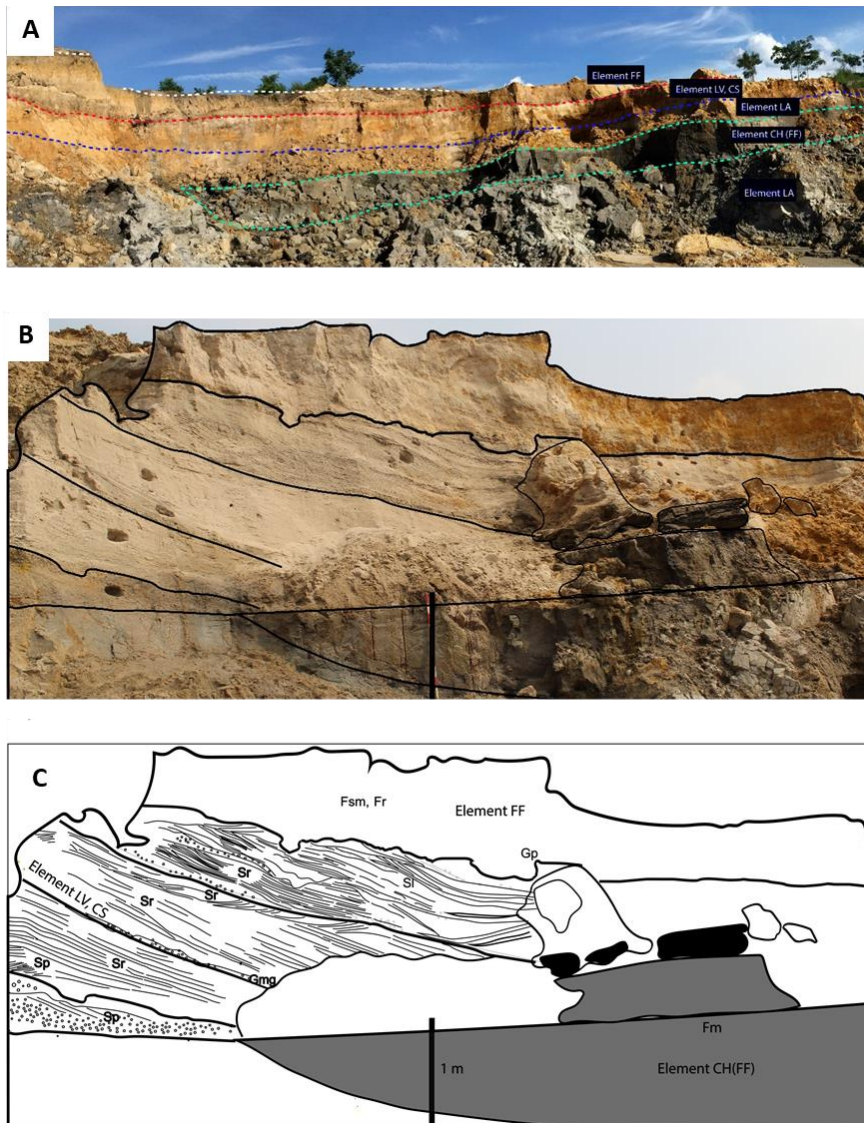 A
Element FF
Element LV, CS
Element LA
Element CH (FF)
Element LA
B
C
Fsm, Fr
Element FF
Gp
Sr
Sl
Sr
Element LV, CS
Sr
Sp
Sr
Gmg
Sp
Fm
1 m
Element CH(FF)